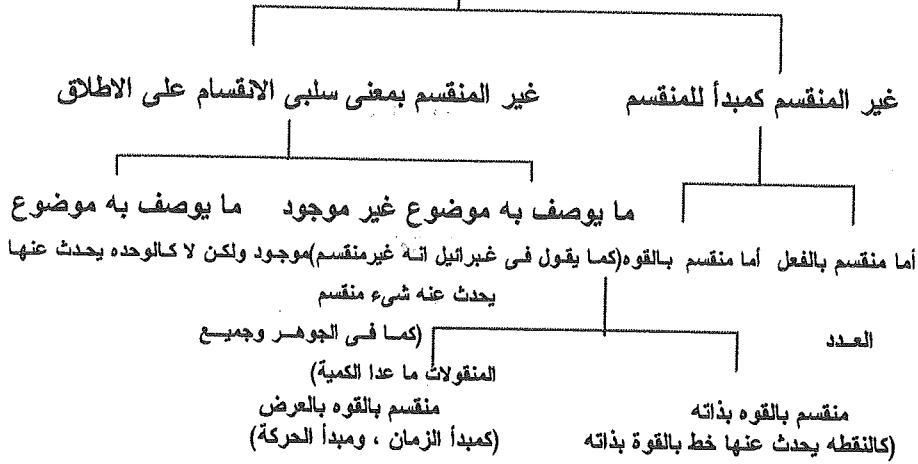 غير المنقسم كمبدأ للمنقسم
غير المنقسم بمعنى سلبى الانقسام على الاطلاق
ما يوصف به موضوع غير موجود
ما يوصف به موضوع
أما منقسم بالفعل
أما منقسم بالقوه
(كما يقول فى غبرائيل انه غيرمنقسم)
موجود ولكن لا كالوحده يحدث عنها
يحدث عنه شىء منقسم
العدد
(كما فى الجوهر وجميع
المنقولات ما عدا الكمية)
منقسم بالقوه بذاته
منقسم بالقوه بالعرض
(كالنقطه يحدث عنها خط بالقوة بذاته
(كمبدأ الزمان ، ومبدأ الحركة)